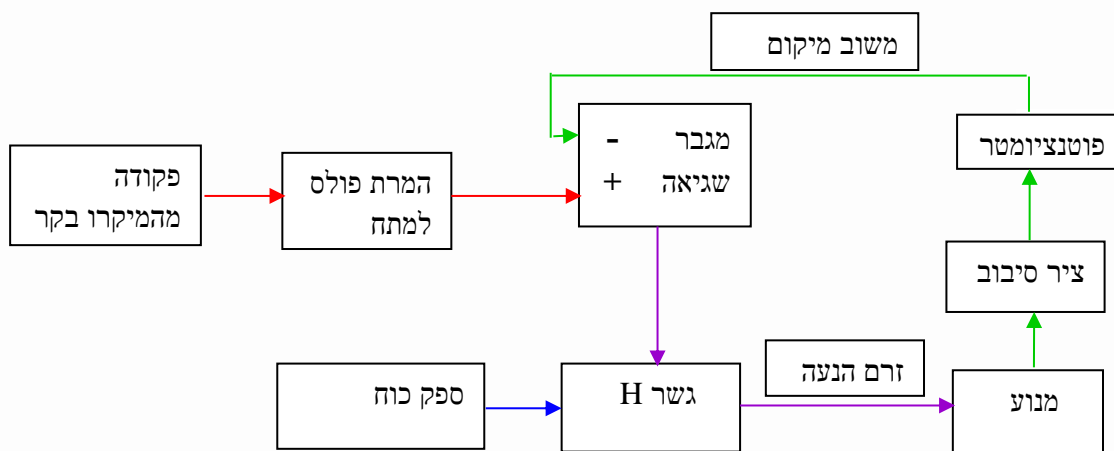 משוב מיקום
פקודה
מהמיקרו בקר
המרת פולס
למתח
- מגבר
+ שגיאה
פוטנציומטר
ציר סיבוב
ספק כוח
גשר H
זרם הנעה
מנוע